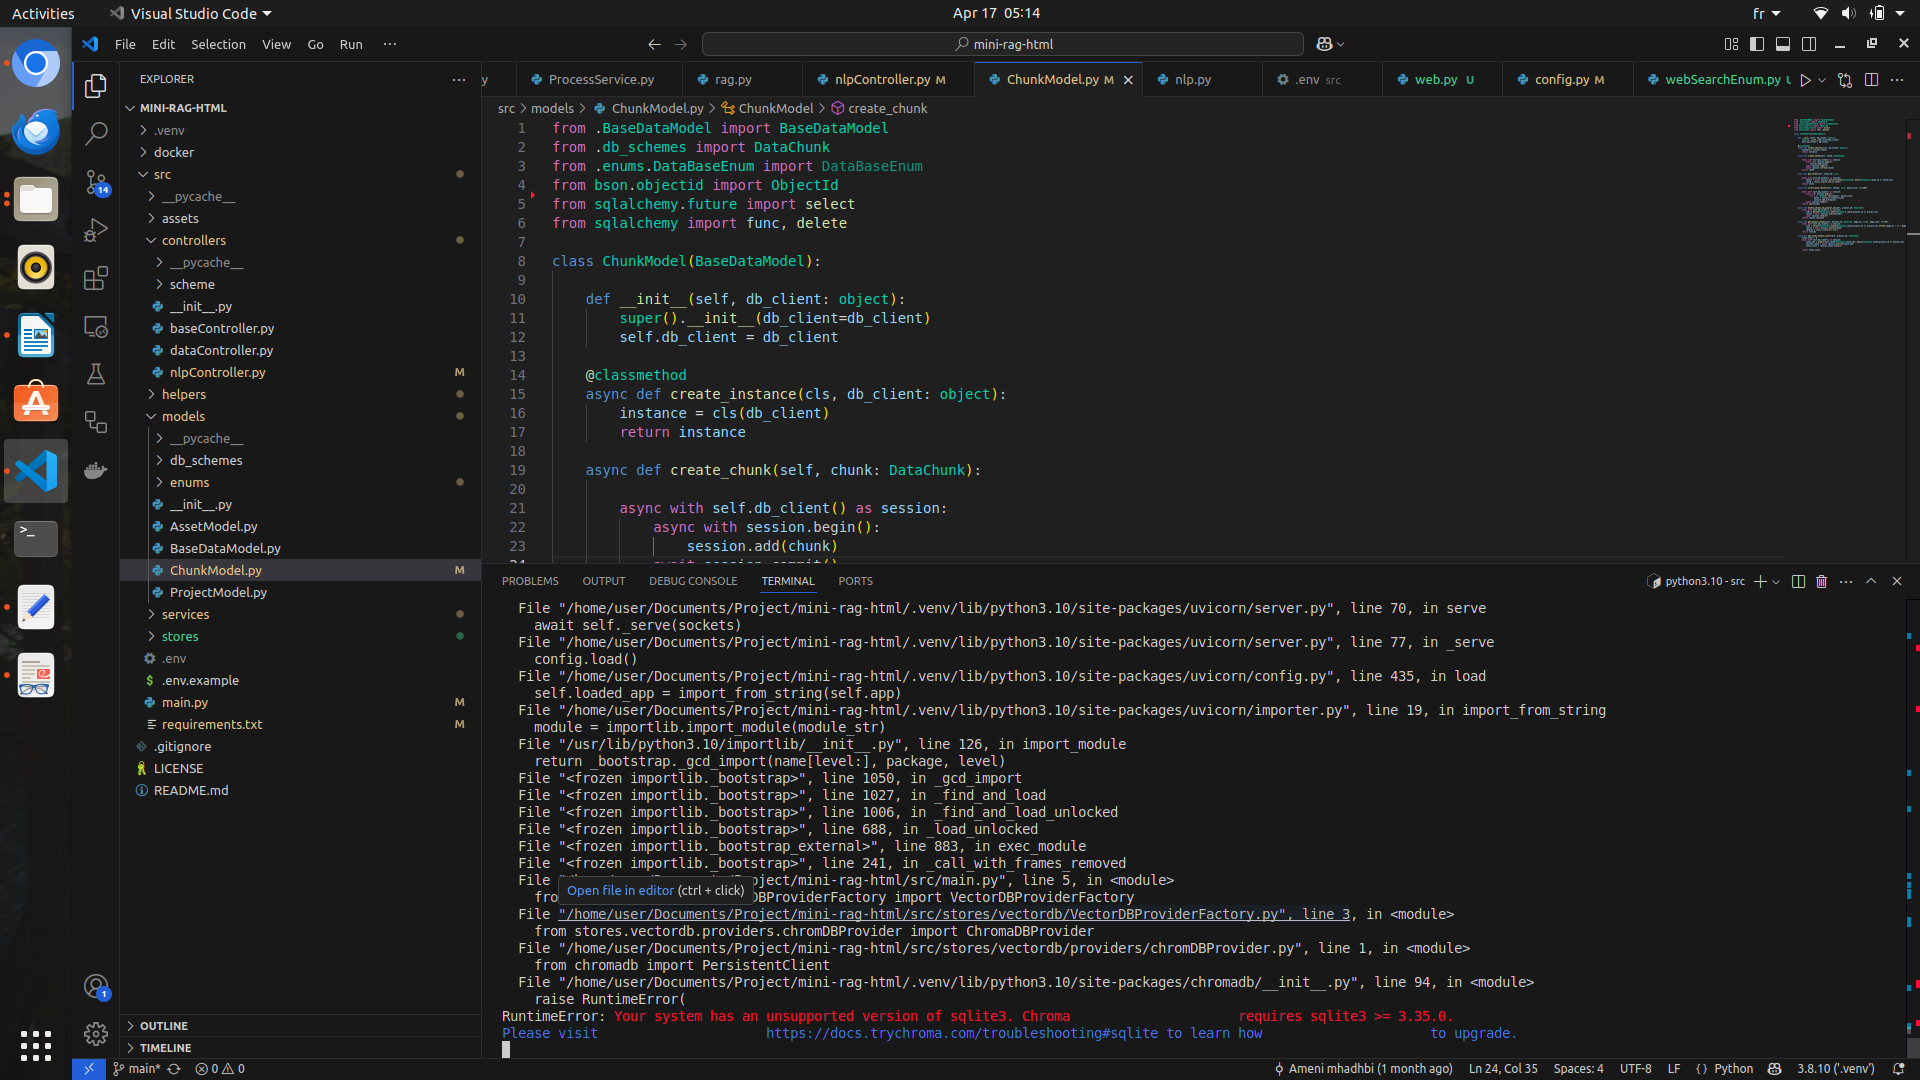 Activities
Visual Studio Code
Apr 17 05:14
fr
File Edit Selection View Go Run ···
mini-rag-html
EXPLORER
MINI-RAG-HTML
.venv
docker
src
__pycache__
assets
controllers
__pycache__
scheme
__init__.py
baseController.py
dataController.py
nlpController.py M
helpers
models
__pycache__
db_schemes
enums
__init__.py
AssetModel.py
BaseDataModel.py
ChunkModel.py M
ProjectModel.py
services
stores
.env
.env.example
main.py M
requirements.txt M
.gitignore
LICENSE
README.md
OUTLINE
TIMELINE
14
1
y ProcessService.py rag.py nlpController.py M ChunkModel.py M nlp.py .env src web.py U config.py M webSearchEnum.py
src > models > ChunkModel.py > ChunkModel > create_chunk
1 from .BaseDataModel import BaseDataModel
2 from .db_schemes import DataChunk
3 from .enums.DataBaseEnum import DataBaseEnum
4 from bson.objectid import ObjectId
5 from sqlalchemy.future import select
6 from sqlalchemy import func, delete
7
8 class ChunkModel(BaseDataModel):
9
10 def __init__(self, db_client: object):
11 super().__init__(db_client=db_client)
12 self.db_client = db_client
13
14 @classmethod
15 async def create_instance(cls, db_client: object):
16 instance = cls(db_client)
17 return instance
18
19 async def create_chunk(self, chunk: DataChunk):
20
21 async with self.db_client() as session:
22 async with session.begin():
23 session.add(chunk)
PROBLEMS OUTPUT DEBUG CONSOLE TERMINAL PORTS
python3.10 - src
File "/home/user/Documents/Project/mini-rag-html/.venv/lib/python3.10/site-packages/uvicorn/server.py", line 70, in serve
await self._serve(sockets)
File "/home/user/Documents/Project/mini-rag-html/.venv/lib/python3.10/site-packages/uvicorn/server.py", line 77, in _serve
config.load()
File "/home/user/Documents/Project/mini-rag-html/.venv/lib/python3.10/site-packages/uvicorn/config.py", line 435, in load
self.loaded_app = import_from_string(self.app)
File "/home/user/Documents/Project/mini-rag-html/.venv/lib/python3.10/site-packages/uvicorn/importer.py", line 19, in import_from_string
module = importlib.import_module(module_str)
File "/usr/lib/python3.10/importlib/__init__.py", line 126, in import_module
return _bootstrap._gcd_import(name[level:], package, level)
File "<frozen importlib._bootstrap>", line 1050, in _gcd_import
File "<frozen importlib._bootstrap>", line 1027, in _find_and_load
File "<frozen importlib._bootstrap>", line 1006, in _find_and_load_unlocked
File "<frozen importlib._bootstrap>", line 688, in _load_unlocked
File "<frozen importlib._bootstrap_external>", line 883, in exec_module
File "<frozen importlib._bootstrap>", line 241, in _call_with_frames_removed
File roject/mini-rag-html/src/main.py", line 5, in <module>
Open file in editor (ctrl + click)
fro DBProviderFactory import VectorDBProviderFactory
File "/home/user/Documents/Project/mini-rag-html/src/stores/vectordb/VectorDBProviderFactory.py", line 3, in <module>
from stores.vectordb.providers.chromDBProvider import ChromaDBProvider
File "/home/user/Documents/Project/mini-rag-html/src/stores/vectordb/providers/chromDBProvider.py", line 1, in <module>
from chromadb import PersistentClient
File "/home/user/Documents/Project/mini-rag-html/.venv/lib/python3.10/site-packages/chromadb/__init__.py", line 94, in <module>
raise RuntimeError(
RuntimeError: Your system has an unsupported version of sqlite3. Chroma requires sqlite3 >= 3.35.0.
Please visit https://docs.trychroma.com/troubleshooting#sqlite to learn how to upgrade.
main* 0 0
Ameni mhadhbi (1 month ago) Ln 24, Col 35 Spaces: 4 UTF-8 LF { } Python 3.8.10 ('.venv')